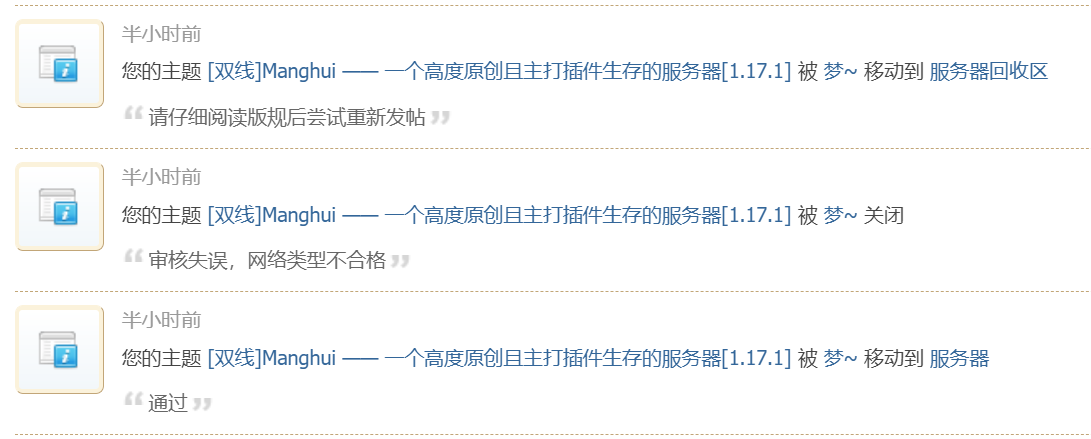 半小时前
您的主题 [双线]Manghui —— 一个高度原创且主打插件生存的服务器[1.17.1] 被 梦~ 移动到 服务器回收区
“ 请仔细阅读版规后尝试重新发帖 ”
半小时前
您的主题 [双线]Manghui —— 一个高度原创且主打插件生存的服务器[1.17.1] 被 梦~ 关闭
“ 审核失误，网络类型不合格 ”
半小时前
您的主题 [双线]Manghui —— 一个高度原创且主打插件生存的服务器[1.17.1] 被 梦~ 移动到 服务器
“ 通过 ”